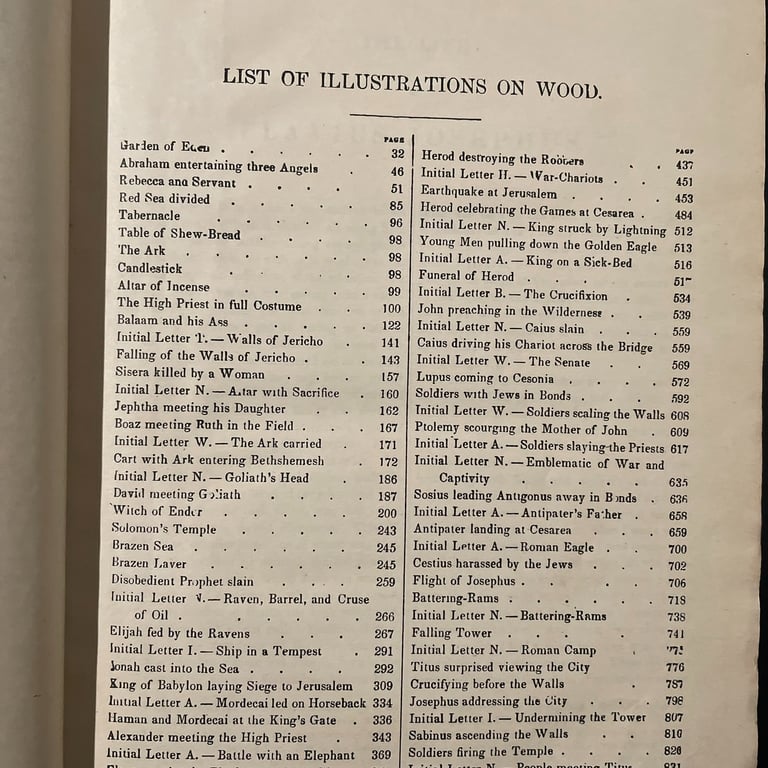 LIST OF ILLUSTRATIONS ON WOOD.
PAGE
Garden of Eden . . . . . . 32
Abraham entertaining three Angels . . 46
Rebecca and Servant . . . . . 51
Red Sea divided . . . . . 85
Tabernacle . . . . . 96
Table of Shew-Bread . . . . 98
The Ark . . . . . . 98
Candlestick . . . . 98
Altar of Incense . . . . 99
The High Priest in full Costume . . 100
Balaam and his Ass . . . . . 122
Initial Letter T. — Walls of Jericho . 141
Falling of the Walls of Jericho . . 143
Sisera killed by a Woman . . . 157
Initial Letter N. — Altar with Sacrifice . 160
Jephtha meeting his Daughter . . 162
Boaz meeting Ruth in the Field . . . 167
Initial Letter W. — The Ark carried . 171
Cart with Ark entering Bethshemesh . 172
Initial Letter N. — Goliath's Head . 186
David meeting Goliath . . . . 187
Witch of Endor . . . . . 200
Solomon's Temple . . . . . 243
Brazen Sea . . . . . . 245
Brazen Laver . . . . . . 245
Disobedient Prophet slain . . . . 259
Initial Letter N. — Raven, Barrel, and Cruse
of Oil . . . . . . 266
Elijah fed by the Ravens . . . 267
Initial Letter I. — Ship in a Tempest . 291
Jonah cast into the Sea . . . . 292
King of Babylon laying Siege to Jerusalem 309
Initial Letter A. — Mordecai led on Horseback 334
Haman and Mordecai at the King's Gate . 336
Alexander meeting the High Priest . 343
Initial Letter A. — Battle with an Elephant 369
PAGE
Herod destroying the Robbers . . 437
Initial Letter H. — War-Chariots . . 451
Earthquake at Jerusalem . . . . 453
Herod celebrating the Games at Cesarea . 484
Initial Letter N. — King struck by Lightning 512
Young Men pulling down the Golden Eagle 513
Initial Letter A. — King on a Sick-Bed 516
Funeral of Herod . . . .
Initial Letter B. — The Crucifixion . 534
John preaching in the Wilderness . . 539
Initial Letter N. — Caius slain . . . 559
Caius driving his Chariot across the Bridge 559
Initial Letter W. — The Senate . . 569
Lupus coming to Cesonia . . . . 572
Soldiers with Jews in Bonds . . . 592
Initial Letter W. — Soldiers scaling the Walls 608
Ptolemy scourging the Mother of John . 609
Initial Letter A. — Soldiers slaying the Priests 617
Initial Letter N. — Emblematic of War and
Captivity . . . . . 635
Sosius leading Antigonus away in Bonds . 636
Initial Letter A. — Antipater's Father . 658
Antipater landing at Cesarea . . . 659
Initial Letter A. — Roman Eagle . . 700
Cestius harassed by the Jews . . . 702
Flight of Josephus . . . . 706
Battering-Rams . . . . . 718
Initial Letter N. — Battering-Rams 738
Falling Tower . . . . 741
Initial Letter N. — Roman Camp .
Titus surprised viewing the City 776
Crucifying before the Walls . 787
Josephus addressing the City . . . 798
Initial Letter I. — Undermining the Tower 807
Sabinus ascending the Walls . . 810
Soldiers firing the Temple . . . . 820